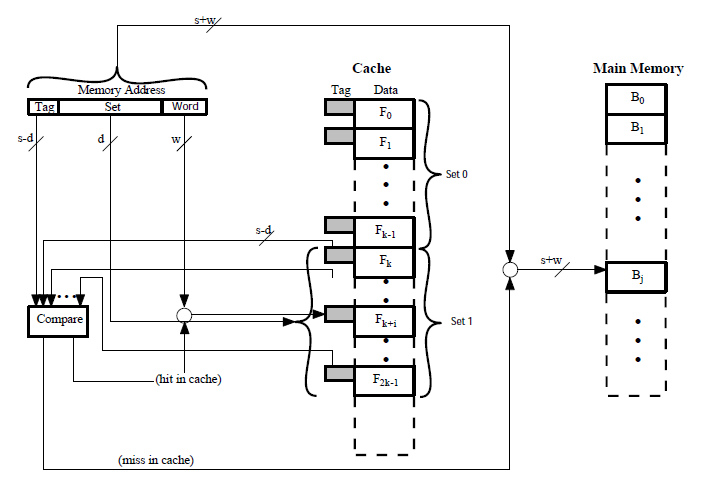 s+w
Cache
Main Memory
Memory Address
Tag Data
Tag Set Word
F0
B0
F1
B1
s-d d w
Set 0
s-d
Fk-1
Fk
s+w
Bj
Compare
Fk+i
Set 1
(hit in cache)
F2k-1
(miss in cache)